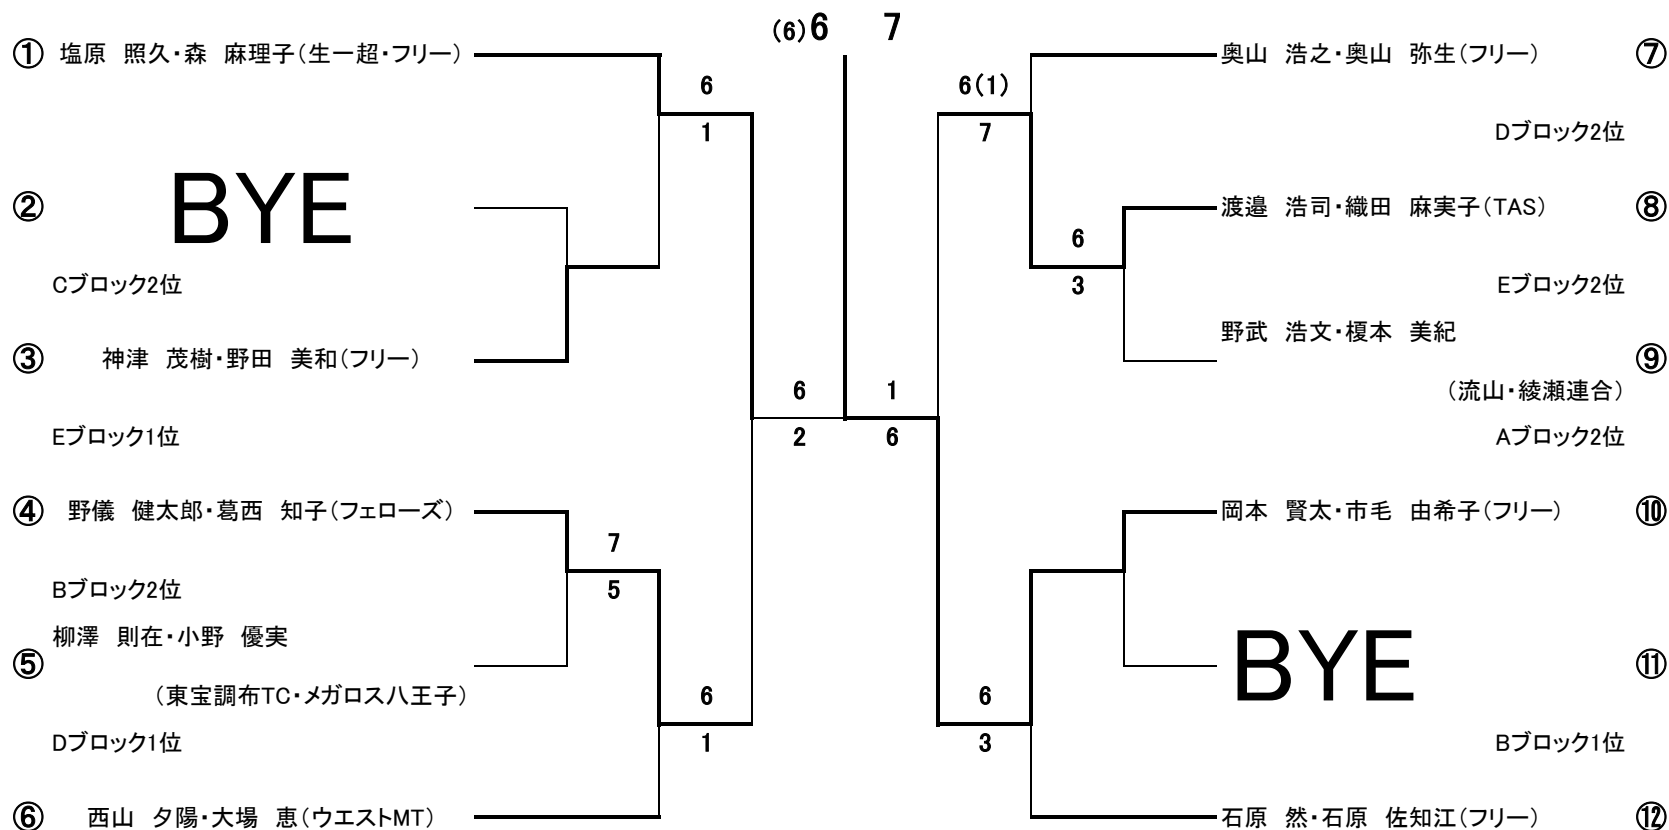 (6) 6 7
① 塩原 照久・森 麻理子(生一超・フリー)
6
1
② BYE
Cブロック2位
③ 神津 茂樹・野田 美和(フリー)
6
2
Eブロック1位
④ 野儀 健太郎・葛西 知子(フェローズ)
7
5
Bブロック2位
柳澤 則在・小野 優実
⑤
(東宝調布TC・メガロス八王子)
6
1
Dブロック1位
⑥ 西山 夕陽・大場 恵(ウエストMT)
奥山 浩之・奥山 弥生(フリー) ⑦
6(1)
7
Dブロック2位
渡邉 浩司・織田 麻実子(TAS) ⑧
6
3
Eブロック2位
野武 浩文・榎本 美紀
⑨
(流山・綾瀬連合)
1
6
Aブロック2位
岡本 賢太・市毛 由希子(フリー) ⑩
BYE ⑪
6
3
Bブロック1位
石原 然・石原 佐知江(フリー) ⑫